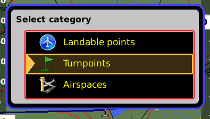 Select category
Landable points
Turnpoints
Airspaces